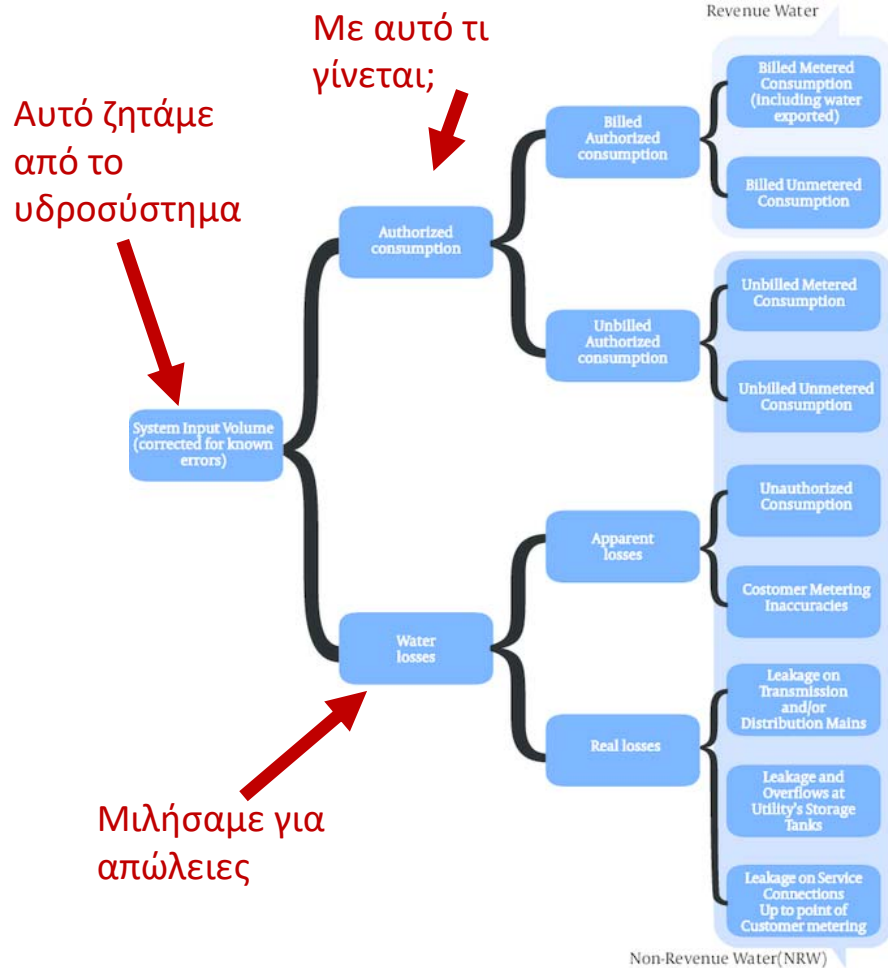 Revenue Water
Με αυτό τι
γίνεται;
Αυτό ζητάμε
από το
υδροσύστημα
Billed Metered
Consumption
(including water
exported)
Billed
Authorized
consumption
Billed Unmetered
Consumption
Authorized
consumption
Unbilled Metered
Consumption
Unbilled
Authorized
consumption
Unbilled Unmetered
Consumption
System Input Volume
(corrected for known
errors)
Unauthorized
Consumption
Apparent
losses
Costomer Metering
Inaccuracies
Water
losses
Leakage on
Transmission
and/or
Distribution Mains
Real losses
Leakage and
Overflows at
Utility's Storage
Tanks
Μιλήσαμε για
απώλειες
Leakage on Service
Connections
Up to point of
Customer metering
Non-Revenue Water(NRW)